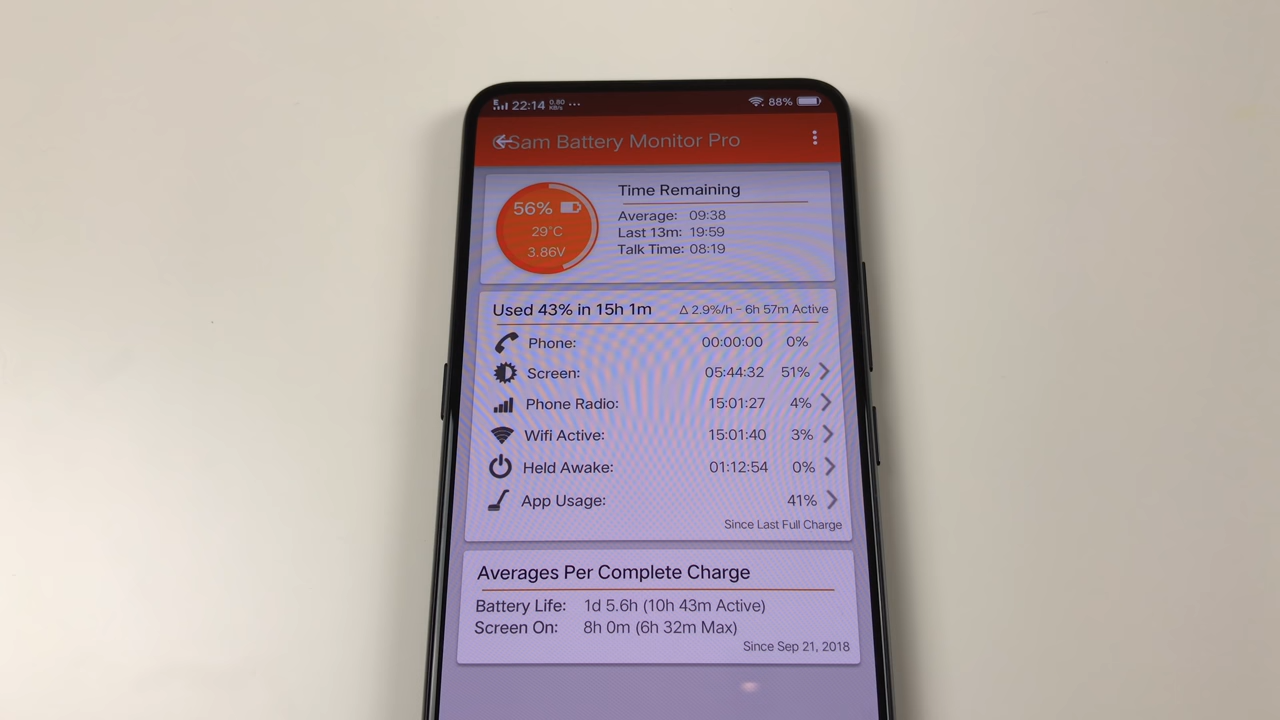 E 22:14 0.80 KB/s ... 88%
GSam Battery Monitor Pro
56%
29°C
3.86V
Time Remaining
Average: 09:38
Last 13m: 19:59
Talk Time: 08:19
Used 43% in 15h 1m Δ 2.9%/h – 6h 57m Active
Phone: 00:00:00 0%
Screen: 05:44:32 51%
Phone Radio: 15:01:27 4%
Wifi Active: 15:01:40 3%
Held Awake: 01:12:54 0%
App Usage: 41%
Since Last Full Charge
Averages Per Complete Charge
Battery Life: 1d 5.6h (10h 43m Active)
Screen On: 8h 0m (6h 32m Max)
Since Sep 21, 2018